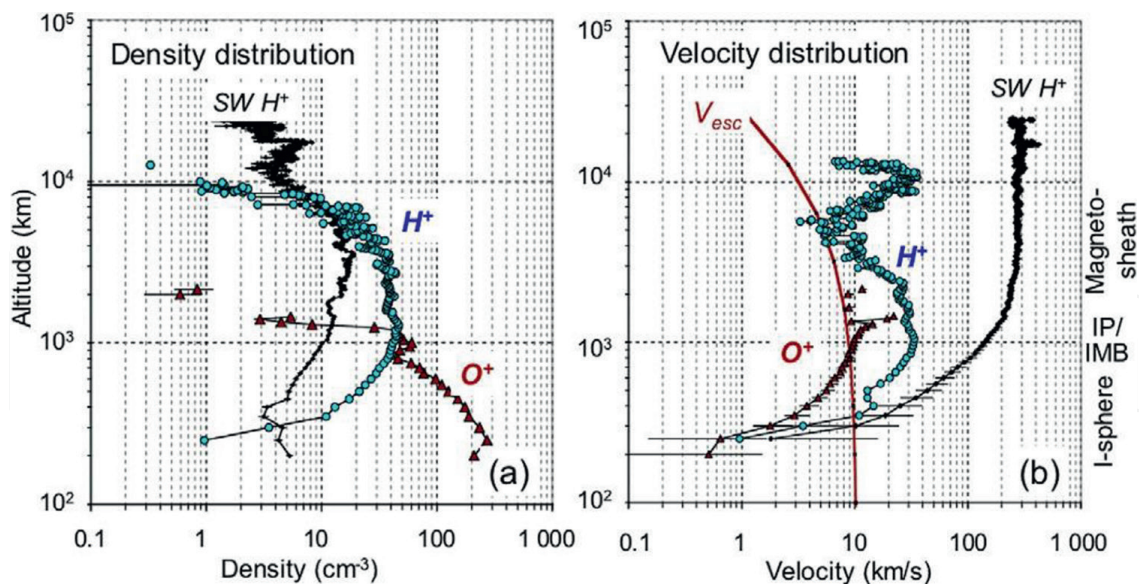 Density distribution
Velocity distribution
SW H⁺
SW H⁺
V_esc
H⁺
H⁺
O⁺
O⁺
(a)
(b)
Altitude (km)
10⁵
10⁴
10³
10²
0.1 1 10 100 1 000
Density (cm⁻³)
10⁵
10⁴
10³
10²
0.1 1 10 100 1 000
Velocity (km/s)
Magneto-
sheath
IP/
IMB
I-sphere